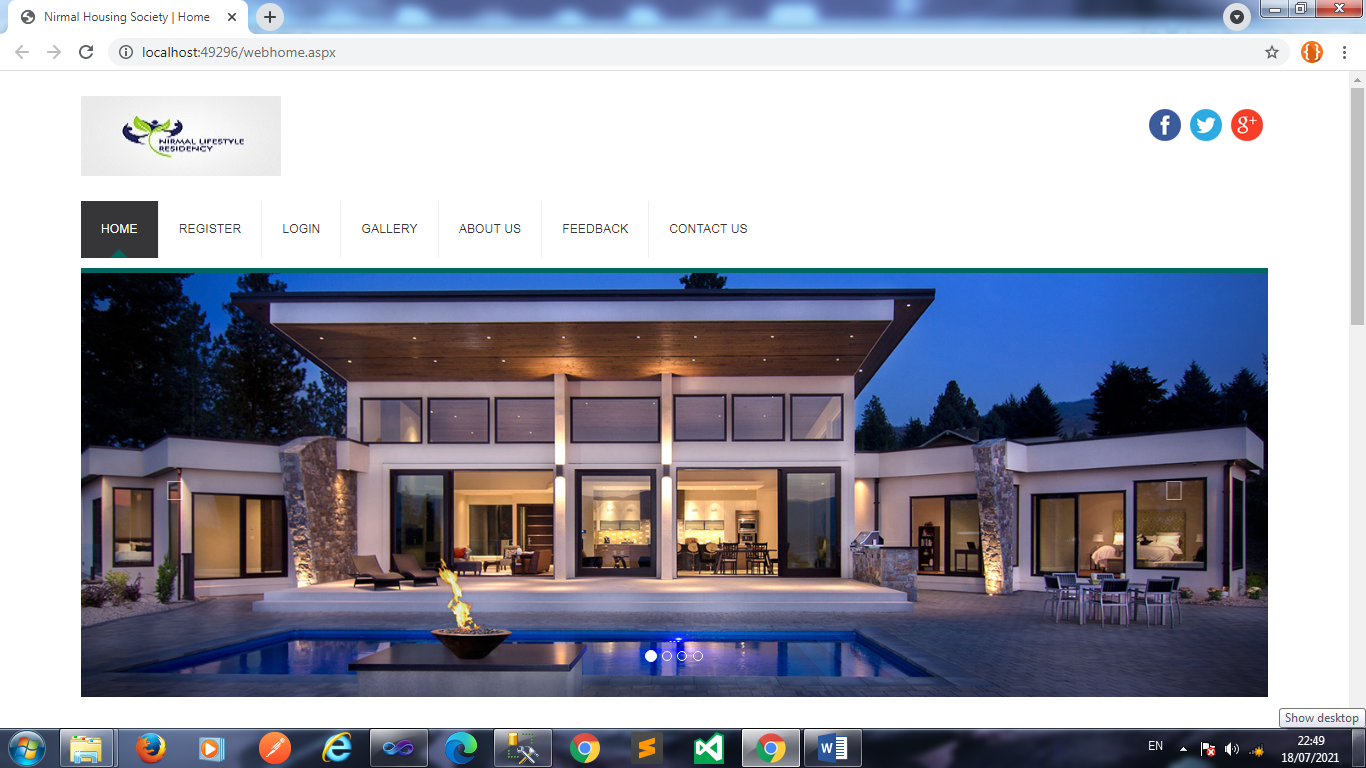 Nirmal Housing Society | Home
localhost:49296/webhome.aspx
NIRMAL LIFESTYLE
RESIDENCY
HOME
REGISTER
LOGIN
GALLERY
ABOUT US
FEEDBACK
CONTACT US
Show desktop
EN
22:49
18/07/2021